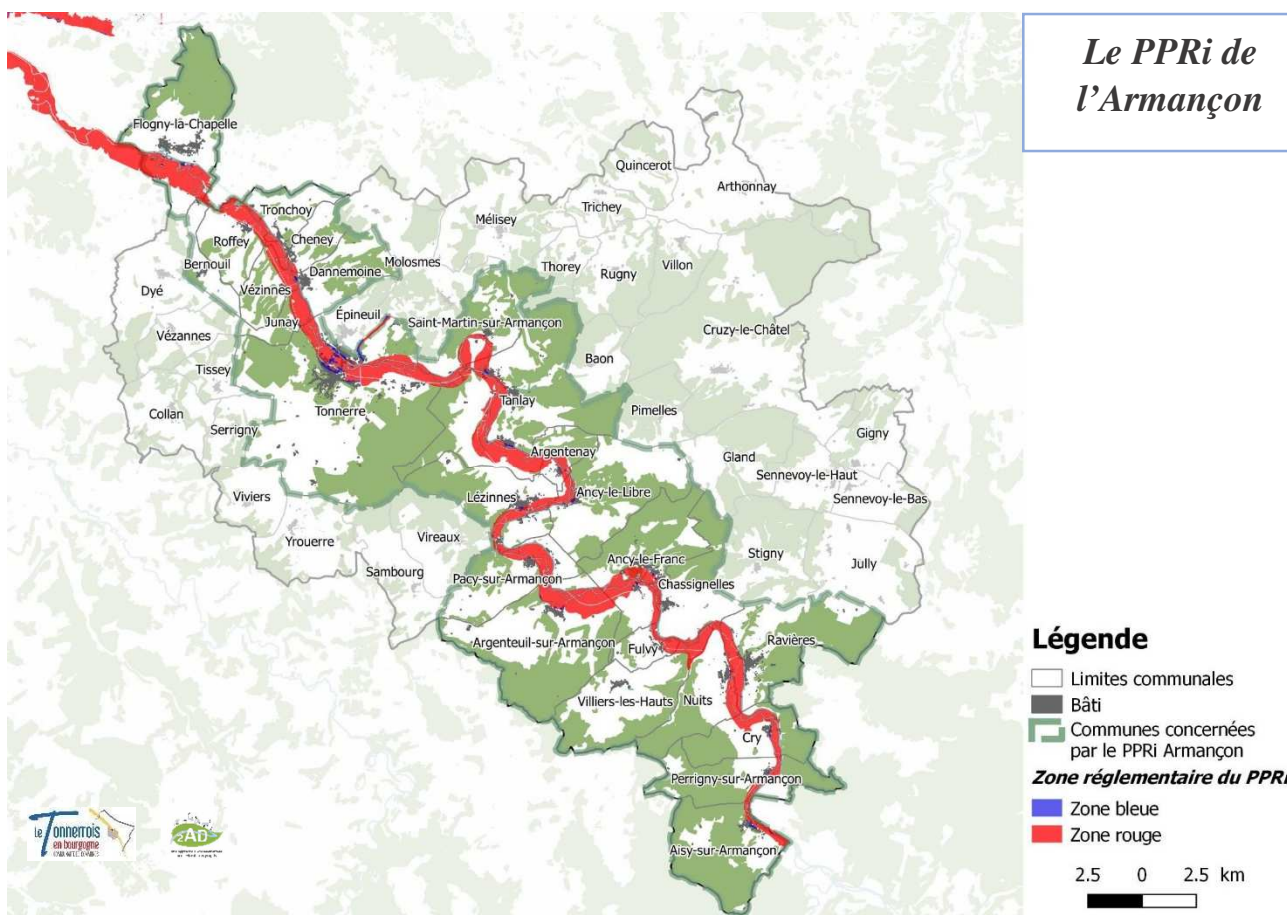 Le PPRi de
l'Armançon
Flogny-la-Chapelle
Quincerot
Arthonnay
Tronchoy
Mélisey
Trichey
Roffey
Cheney
Bernouil
Dannemoine
Molosmes
Thorey
Rugny
Villon
Dyé
Vézinnes
Junay
Épineuil
Saint-Martin-sur-Armançon
Cruzy-le-Châtel
Vézannes
Baon
Tissey
Tanlay
Collan
Tonnerre
Pimelles
Serrigny
Gigny
Argentenay
Gland
Sennevoy-le-Haut
Viviers
Lézinnes
Ancy-le-Libre
Sennevoy-le-Bas
Yrouerre
Vireaux
Stigny
Sambourg
Ancy-le-Franc
Jully
Pacy-sur-Armançon
Chassignelles
Argenteuil-sur-Armançon
Fulvy
Ravières
Villiers-les-Hauts
Nuits
Cry
Perrigny-sur-Armançon
Aisy-sur-Armançon
Légende
Limites communales
Bâti
Communes concernées
par le PPRi Armançon
Zone réglementaire du PPRi
Zone bleue
Zone rouge
2.5 0 2.5 km
Le Tonnerrois
en bourgogne
2AD